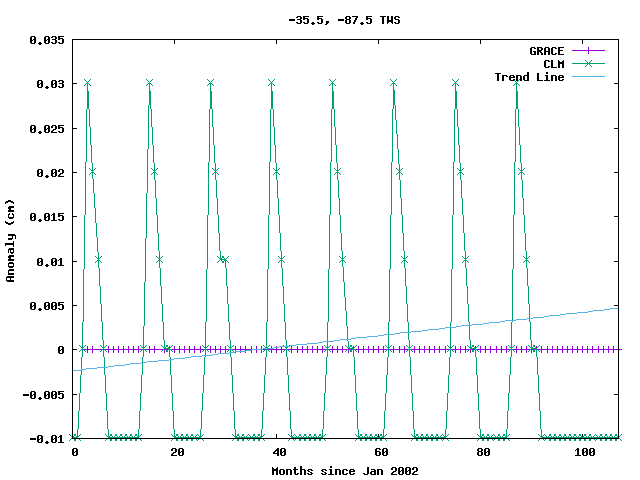 -35.5, -87.5 TWS
0.035
0.03
0.025
0.02
0.015
0.01
0.005
0
-0.005
-0.01
Anomaly (cm)
GRACE
CLM
Trend Line
0 20 40 60 80 100
Months since Jan 2002